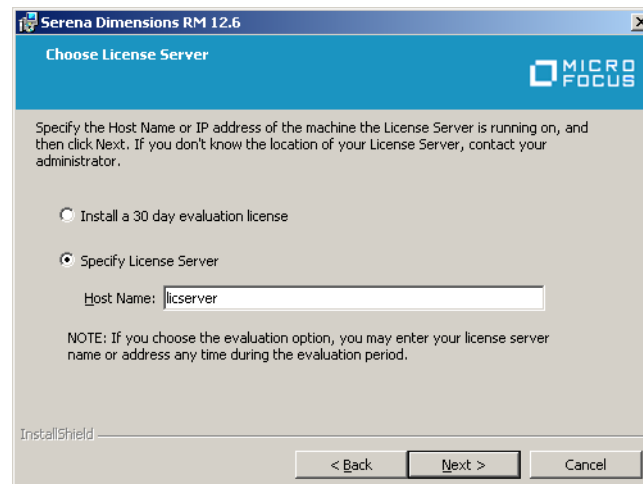 Serena Dimensions RM 12.6
Choose License Server
MICRO
FOCUS
Specify the Host Name or IP address of the machine the License Server is running on, and
then click Next. If you don't know the location of your License Server, contact your
administrator.
Install a 30 day evaluation license
Specify License Server
Host Name: licserver
NOTE: If you choose the evaluation option, you may enter your license server
name or address any time during the evaluation period.
InstallShield
< Back Next > Cancel